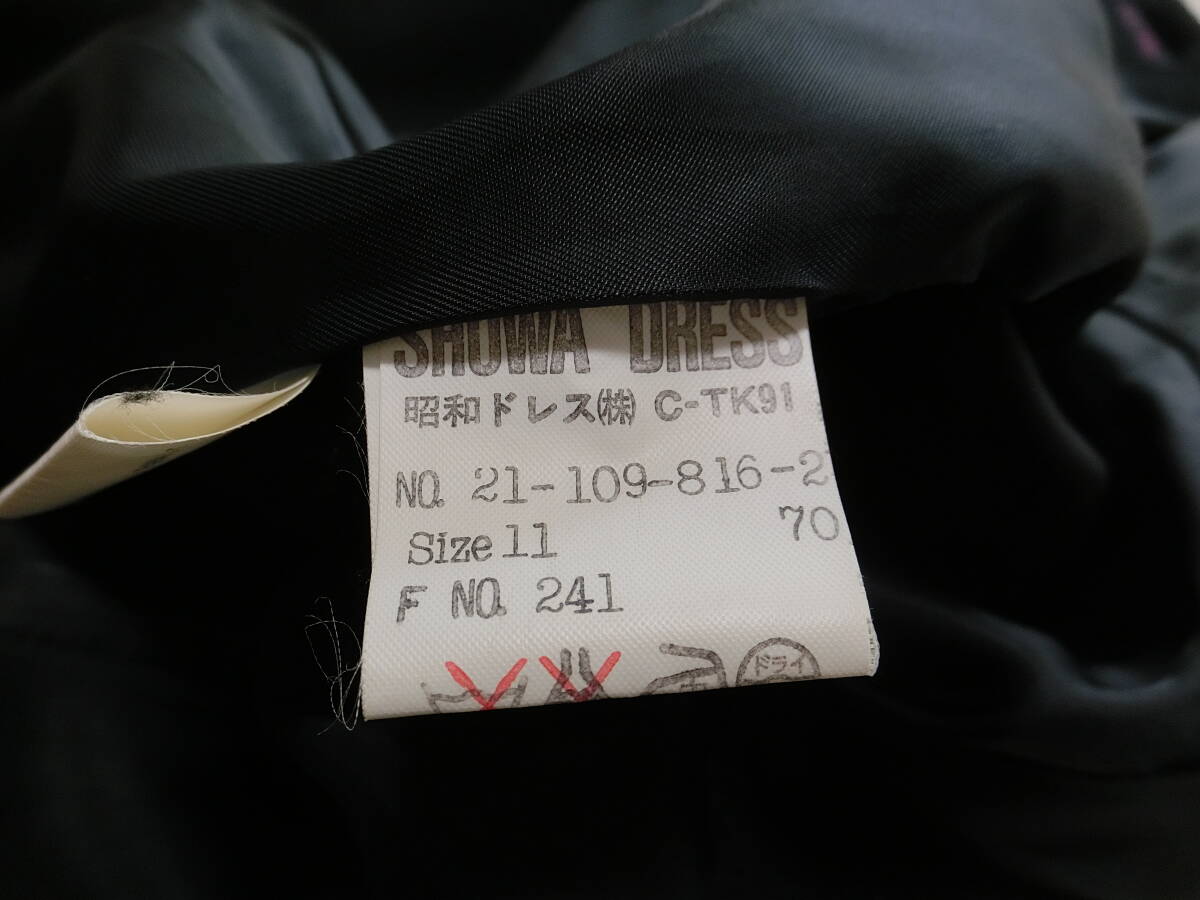 SHOWA DRESS
昭和ドレス(株) C-TK91
NO. 21-109-816-2
Size 11 70
F NO. 241
中 ドライ